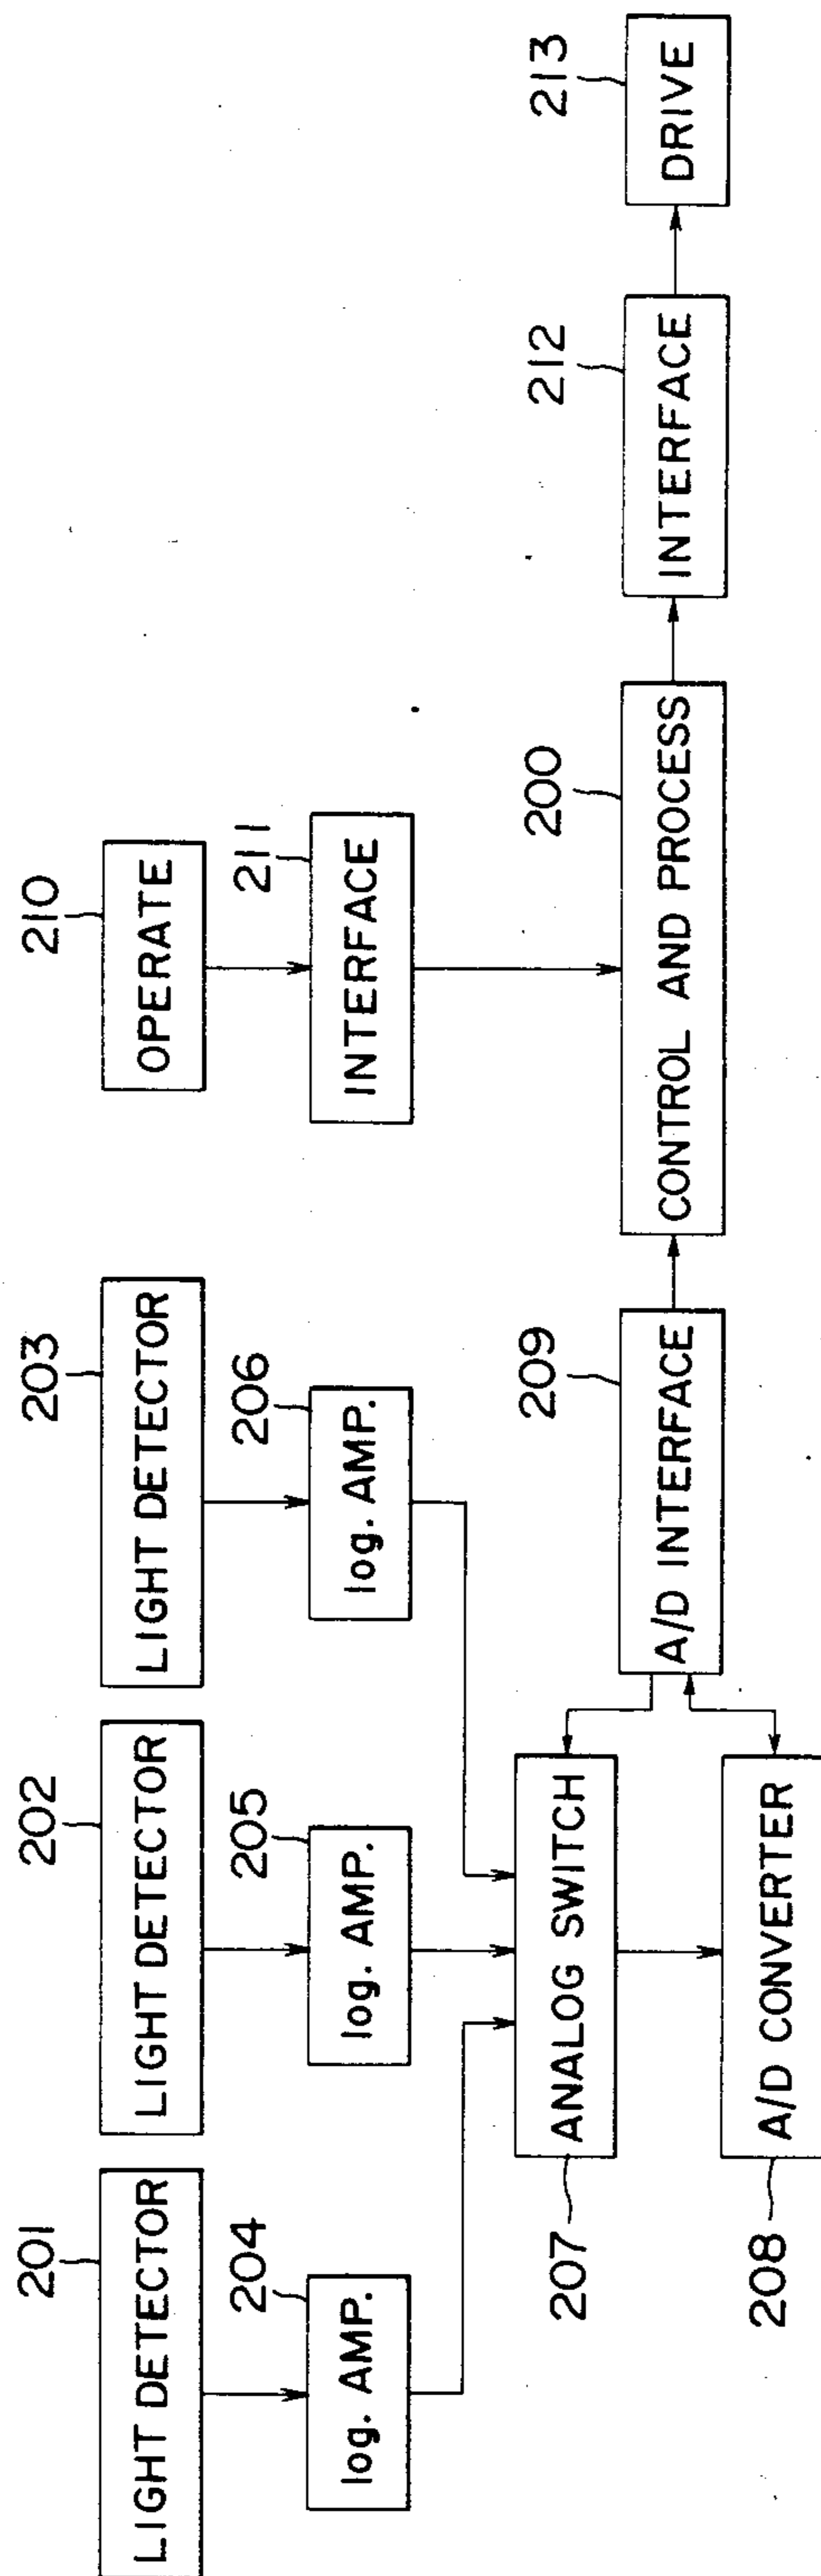 201
LIGHT DETECTOR
202
LIGHT DETECTOR
203
LIGHT DETECTOR
210
OPERATE
204
log. AMP.
205
log. AMP.
206
log. AMP.
211
INTERFACE
ANALOG SWITCH
207
A/D CONVERTER
208
209
A/D INTERFACE
200
CONTROL AND PROCESS
212
INTERFACE
213
DRIVE